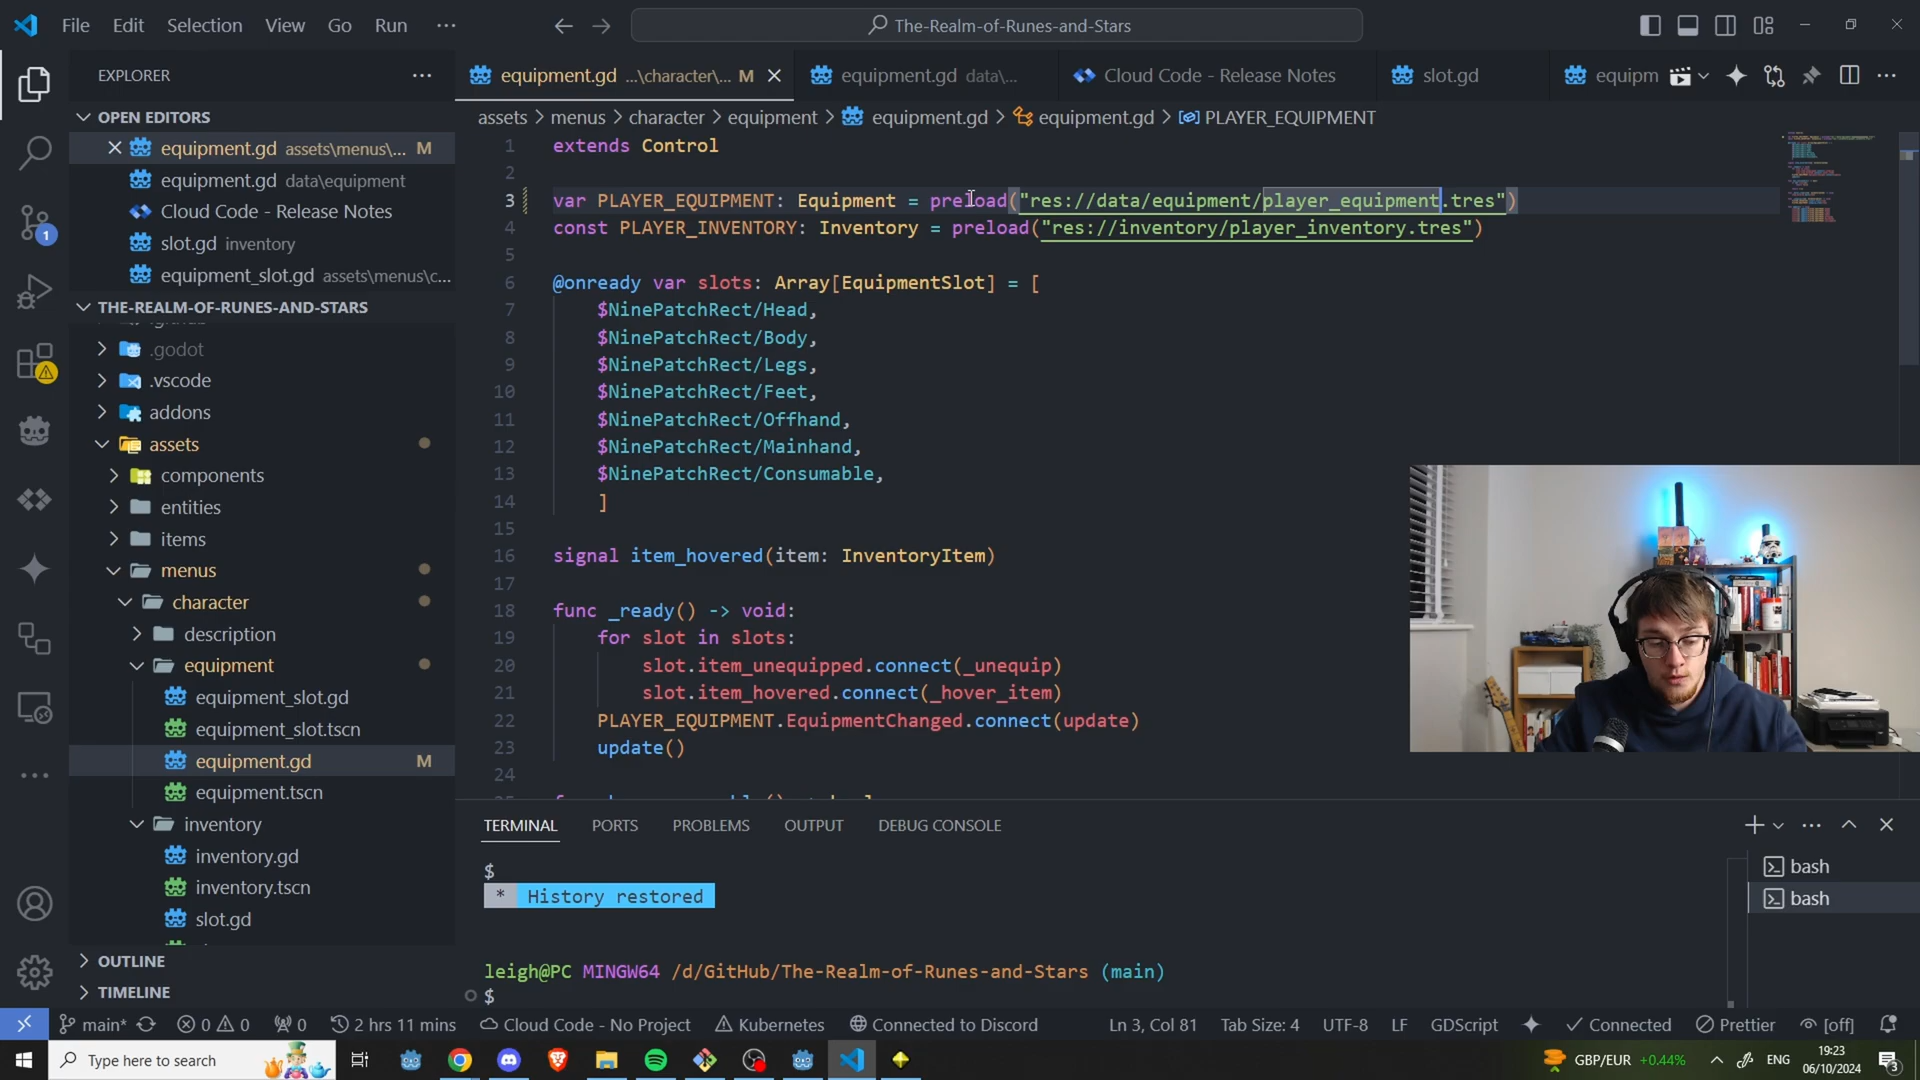 File Edit Selection View Go Run ···
The-Realm-of-Runes-and-Stars
EXPLORER ···
equipment.gd ...\character\... M
equipment.gd data\...
Cloud Code - Release Notes
slot.gd
equipm
OPEN EDITORS
equipment.gd assets\menus\... M
equipment.gd data\equipment
Cloud Code - Release Notes
slot.gd inventory
equipment_slot.gd assets\menus\c...
THE-REALM-OF-RUNES-AND-STARS
.godot
.vscode
addons
assets
components
entities
items
menus
character
description
equipment
equipment_slot.gd
equipment_slot.tscn
equipment.gd M
equipment.tscn
inventory
inventory.gd
inventory.tscn
slot.gd
OUTLINE
TIMELINE
1
assets > menus > character > equipment > equipment.gd > equipment.gd > PLAYER_EQUIPMENT
1 extends Control
2
3 var PLAYER_EQUIPMENT: Equipment = preload("res://data/equipment/player_equipment.tres")
4 const PLAYER_INVENTORY: Inventory = preload("res://inventory/player_inventory.tres")
5
6 @onready var slots: Array[EquipmentSlot] = [
7 $NinePatchRect/Head,
8 $NinePatchRect/Body,
9 $NinePatchRect/Legs,
10 $NinePatchRect/Feet,
11 $NinePatchRect/Offhand,
12 $NinePatchRect/Mainhand,
13 $NinePatchRect/Consumable,
14 ]
15
16 signal item_hovered(item: InventoryItem)
17
18 func _ready() -> void:
19 for slot in slots:
20 slot.item_unequipped.connect(_unequip)
21 slot.item_hovered.connect(_hover_item)
22 PLAYER_EQUIPMENT.EquipmentChanged.connect(update)
23 update()
24
TERMINAL PORTS PROBLEMS OUTPUT DEBUG CONSOLE
$
* History restored
leigh@PC MINGW64 /d/GitHub/The-Realm-of-Runes-and-Stars (main)
$
bash
bash
main* 0 0 0 2 hrs 11 mins Cloud Code - No Project Kubernetes Connected to Discord Ln 3, Col 81 Tab Size: 4 UTF-8 LF GDScript Connected Prettier [off]
Type here to search
GBP/EUR +0.44% ENG 19:23
06/10/2024
3